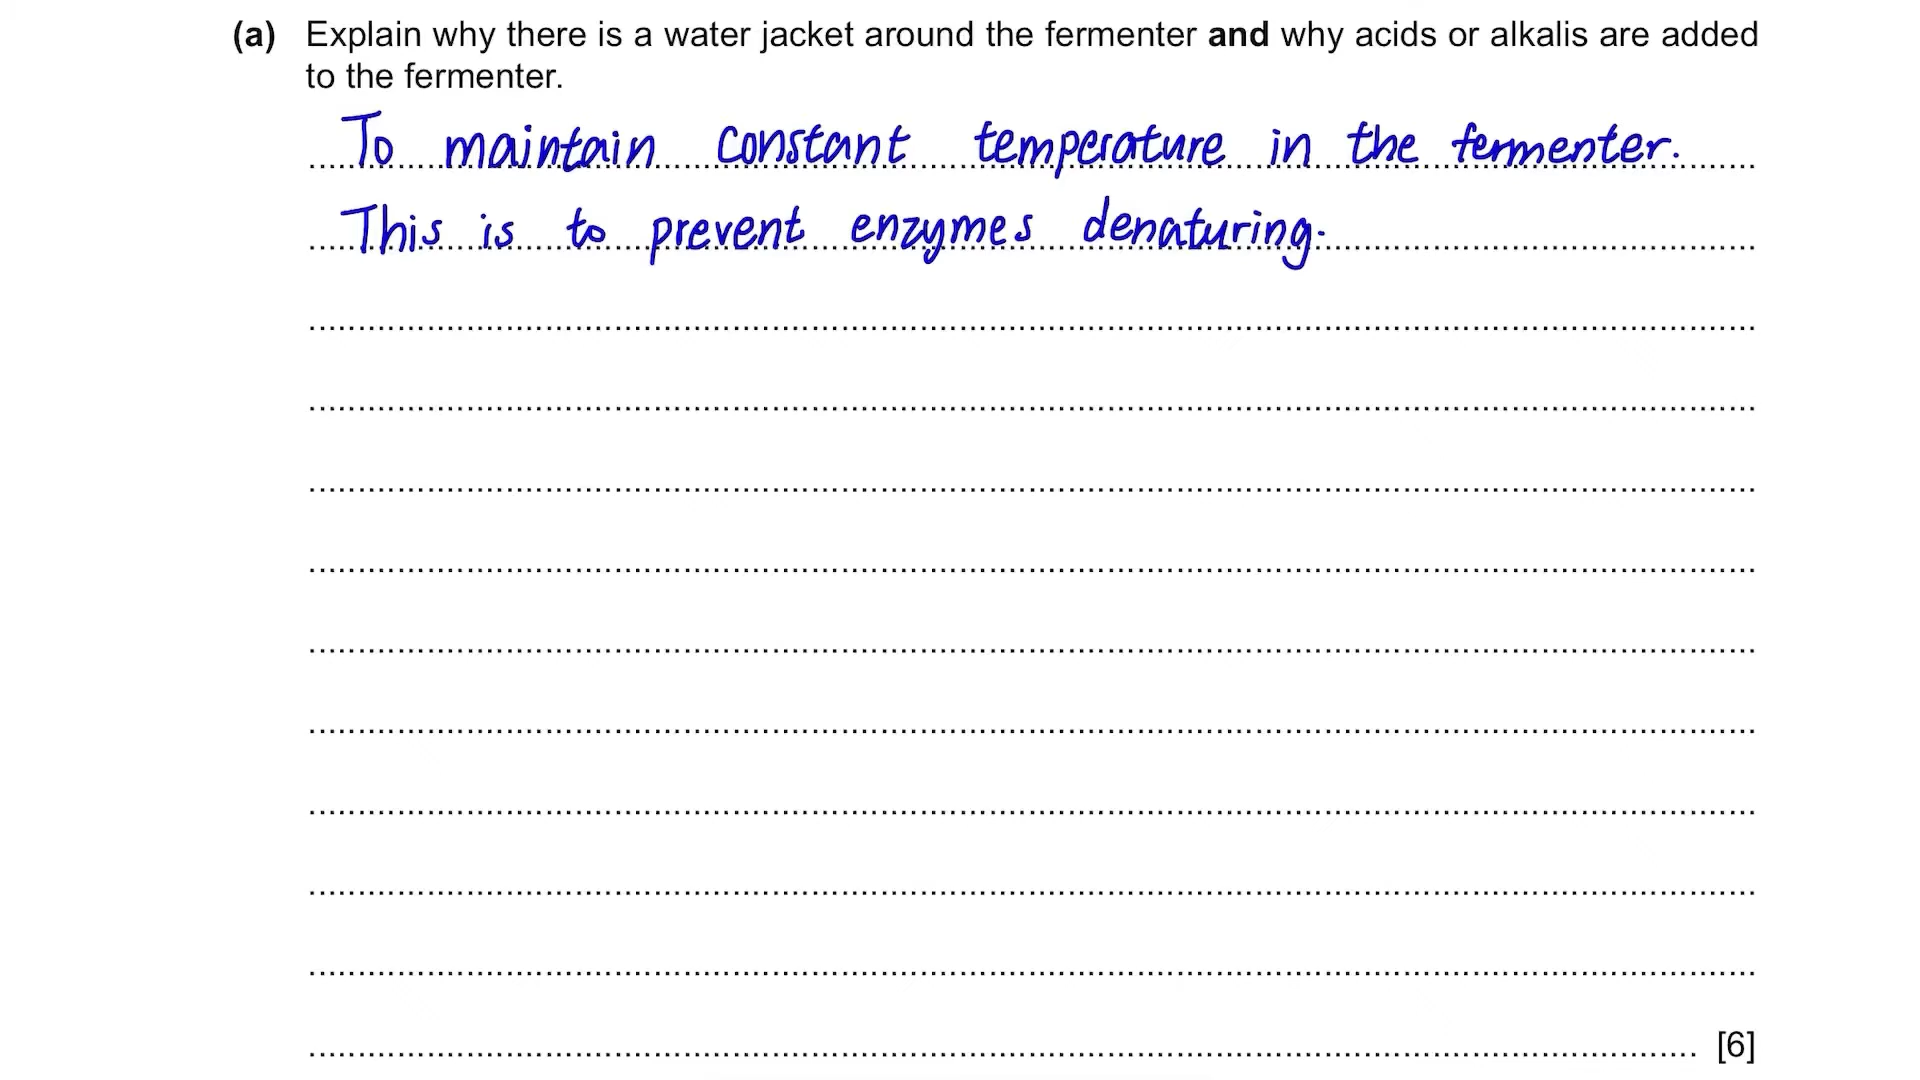 (a) Explain why there is a water jacket around the fermenter and why acids or alkalis are added
to the fermenter.
To maintain constant temperature in the fermenter.
This is to prevent enzymes denaturing.
[6]